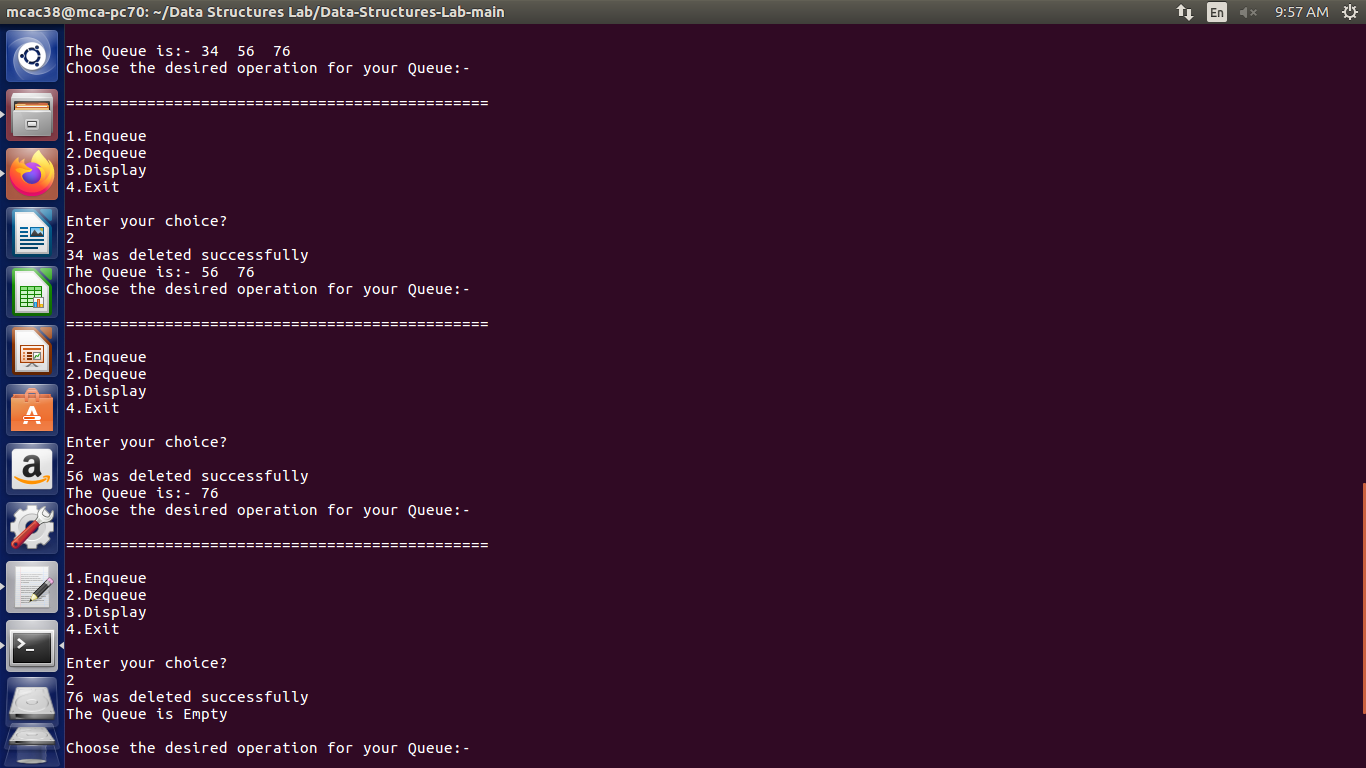 mcac38@mca-pc70: ~/Data Structures Lab/Data-Structures-Lab-main
En
9:57 AM
The Queue is:- 34  56  76
Choose the desired operation for your Queue:-
===============================================
1.Enqueue
2.Dequeue
3.Display
4.Exit
Enter your choice?
2
34 was deleted successfully
The Queue is:- 56  76
Choose the desired operation for your Queue:-
===============================================
1.Enqueue
2.Dequeue
3.Display
4.Exit
Enter your choice?
2
56 was deleted successfully
The Queue is:- 76
Choose the desired operation for your Queue:-
===============================================
1.Enqueue
2.Dequeue
3.Display
4.Exit
Enter your choice?
2
76 was deleted successfully
The Queue is Empty
Choose the desired operation for your Queue:-